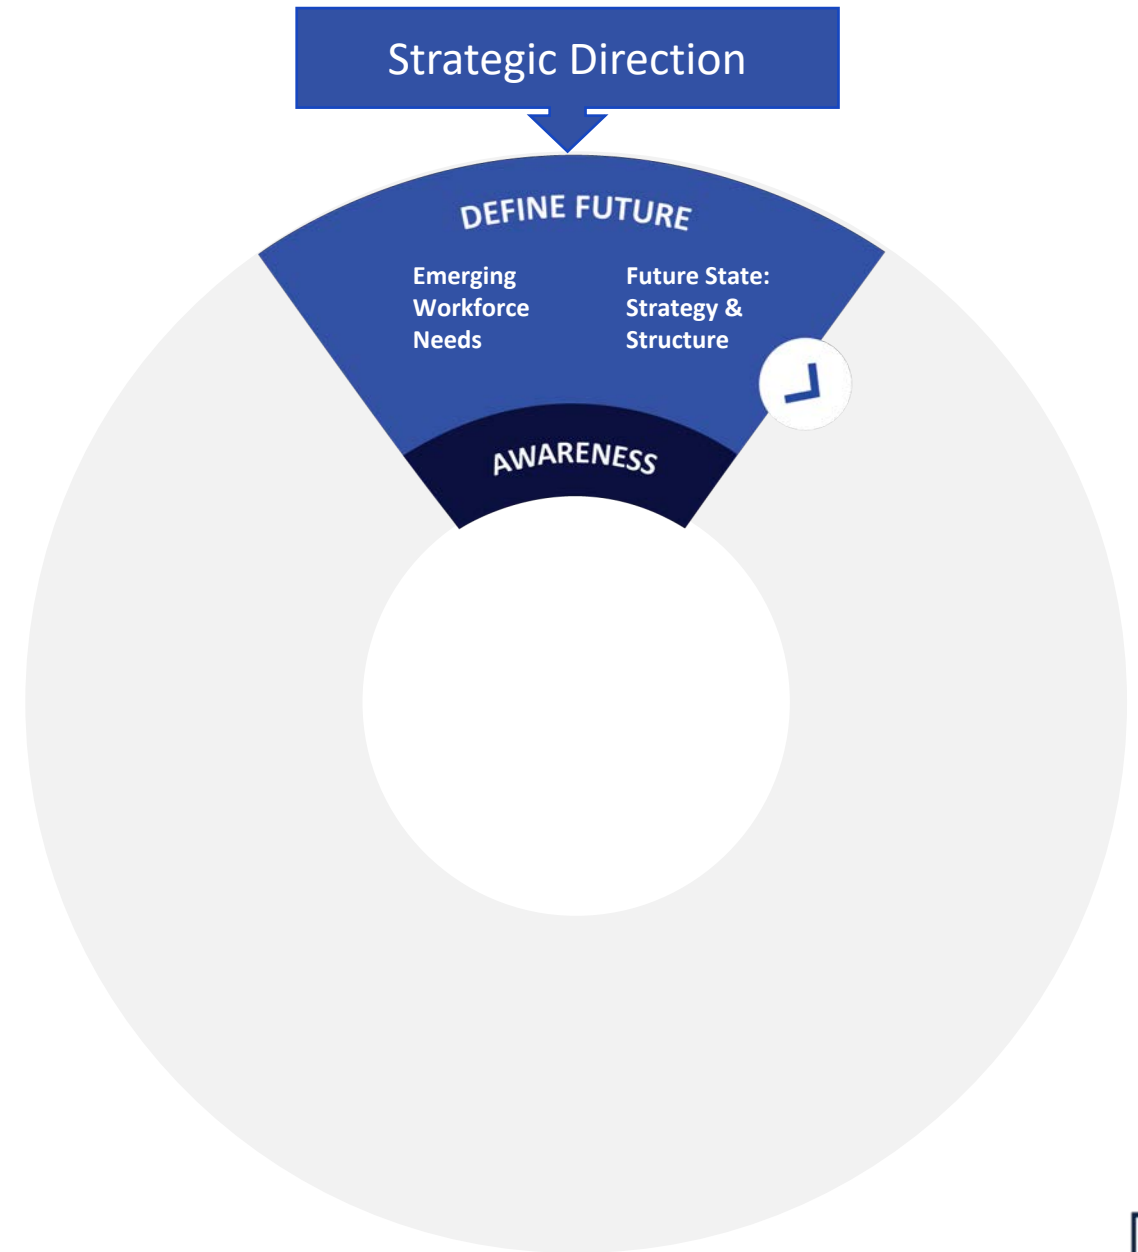 Strategic Direction
DEFINE FUTURE
Emerging
Workforce
Needs
Future State:
Strategy &
Structure
AWARENESS